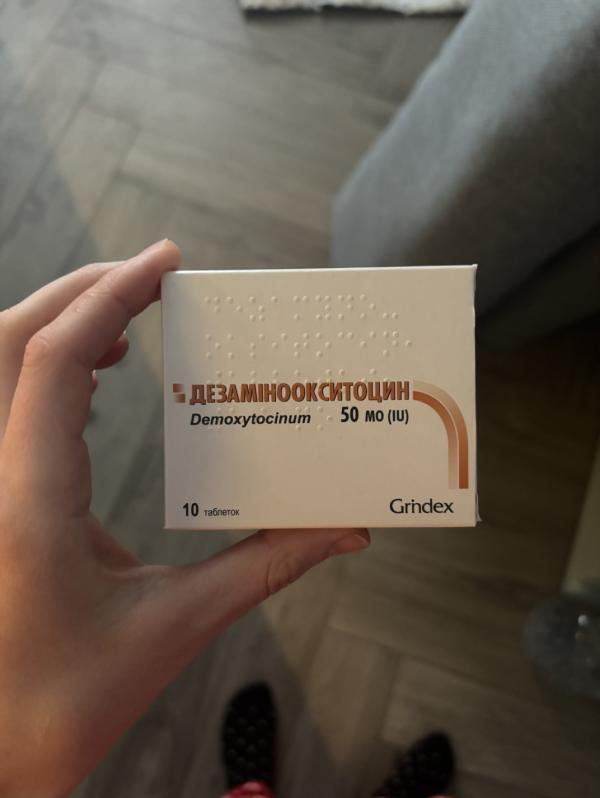 ДЕЗАМІНООКСИТОЦИН
Demoxytocinum 50 МО (IU)
10 таблеток
Grindex